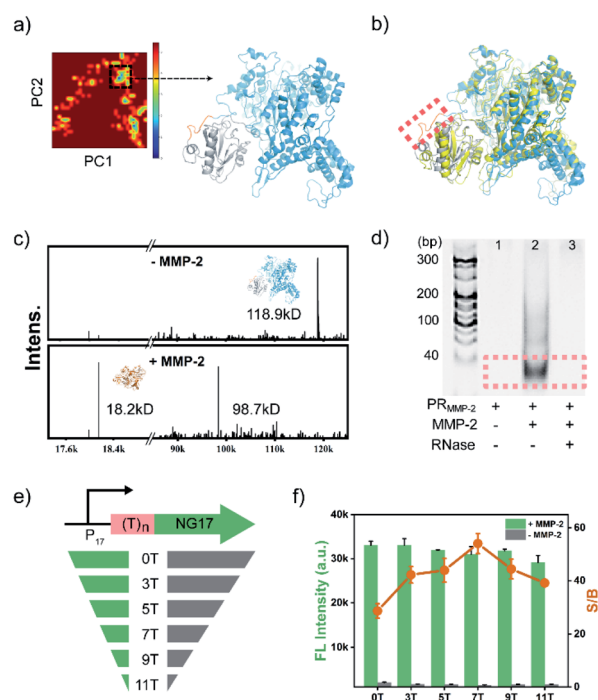 a)
b)
PC2
PC1
c)
- MMP-2
118.9kD
+ MMP-2
18.2kD
98.7kD
Intens.
17.6k 18.4k 90k 100k 110k 120k
d)
(bp) 1 2 3
300
200
100
40
PRMMP-2 + + +
MMP-2 - + +
RNase - - +
e)
(T)n NG17
P17
0T
3T
5T
7T
9T
11T
f)
+ MMP-2
- MMP-2
FL Intensity (a.u.)
40k
30k
20k
10k
S/B
60
40
20
0
0T 3T 5T 7T 9T 11T